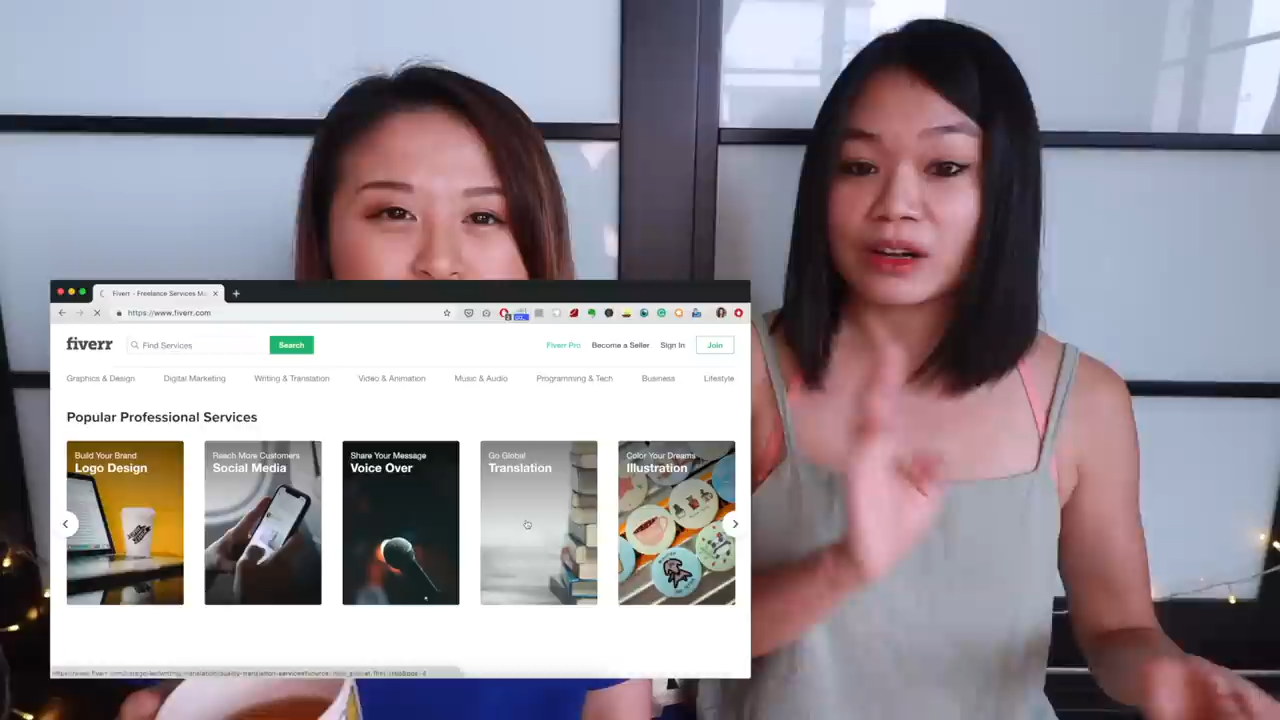 Fiverr - Freelance Services Ma
https://www.fiverr.com
fiverr
Find Services
Search
Fiverr Pro
Become a Seller
Sign In
Join
Graphics & Design
Digital Marketing
Writing & Translation
Video & Animation
Music & Audio
Programming & Tech
Business
Lifestyle
Popular Professional Services
Build Your Brand
Logo Design
Reach More Customers
Social Media
Share Your Message
Voice Over
Go Global
Translation
Color Your Dreams
Illustration